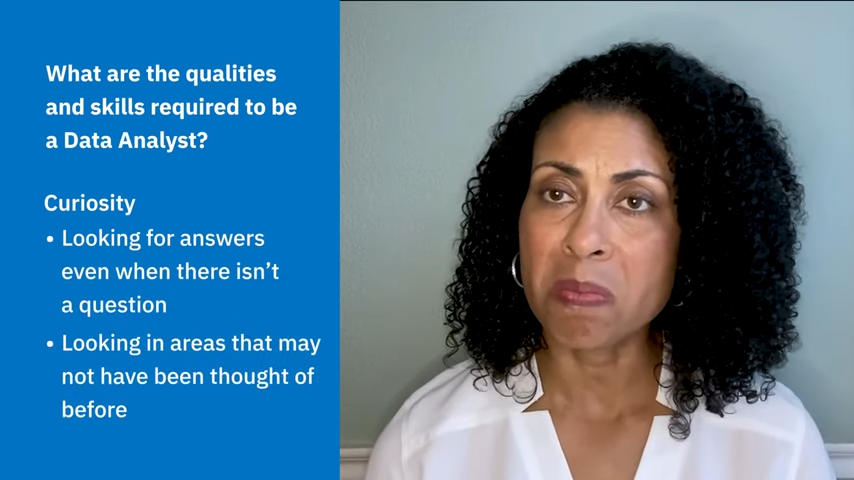 What are the qualities
and skills required to be
a Data Analyst?
Curiosity
• Looking for answers
even when there isn’t
a question
• Looking in areas that may
not have been thought of
before